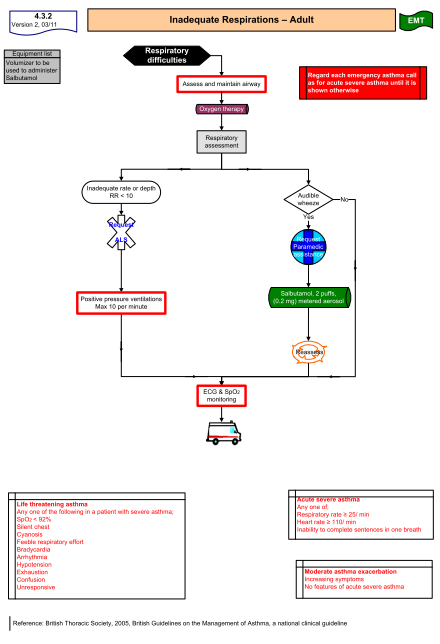 4.3.2
Version 2, 03/11
Inadequate Respirations – Adult
EMT
Equipment list
Volumizer to be
used to administer
Salbutamol
Respiratory
difficulties
Regard each emergency asthma call
as for acute severe asthma until it is
shown otherwise
Assess and maintain airway
Oxygen therapy
Respiratory
assessment
Inadequate rate or depth
RR < 10
Audible
wheeze
No
Yes
Request
ALS
Request
Paramedic
assistance
Positive pressure ventilations
Max 10 per minute
Salbutamol, 2 puffs,
(0.2 mg) metered aerosol
Reassess
ECG & SpO2
monitoring
Life threatening asthma
Any one of the following in a patient with severe asthma;
SpO2 < 92%
Silent chest
Cyanosis
Feeble respiratory effort
Bradycardia
Arrhythmia
Hypotension
Exhaustion
Confusion
Unresponsive
Acute severe asthma
Any one of;
Respiratory rate ≥ 25/ min
Heart rate ≥ 110/ min
Inability to complete sentences in one breath
Moderate asthma exacerbation
Increasing symptoms
No features of acute severe asthma
Reference: British Thoracic Society, 2005, British Guidelines on the Management of Asthma, a national clinical guideline